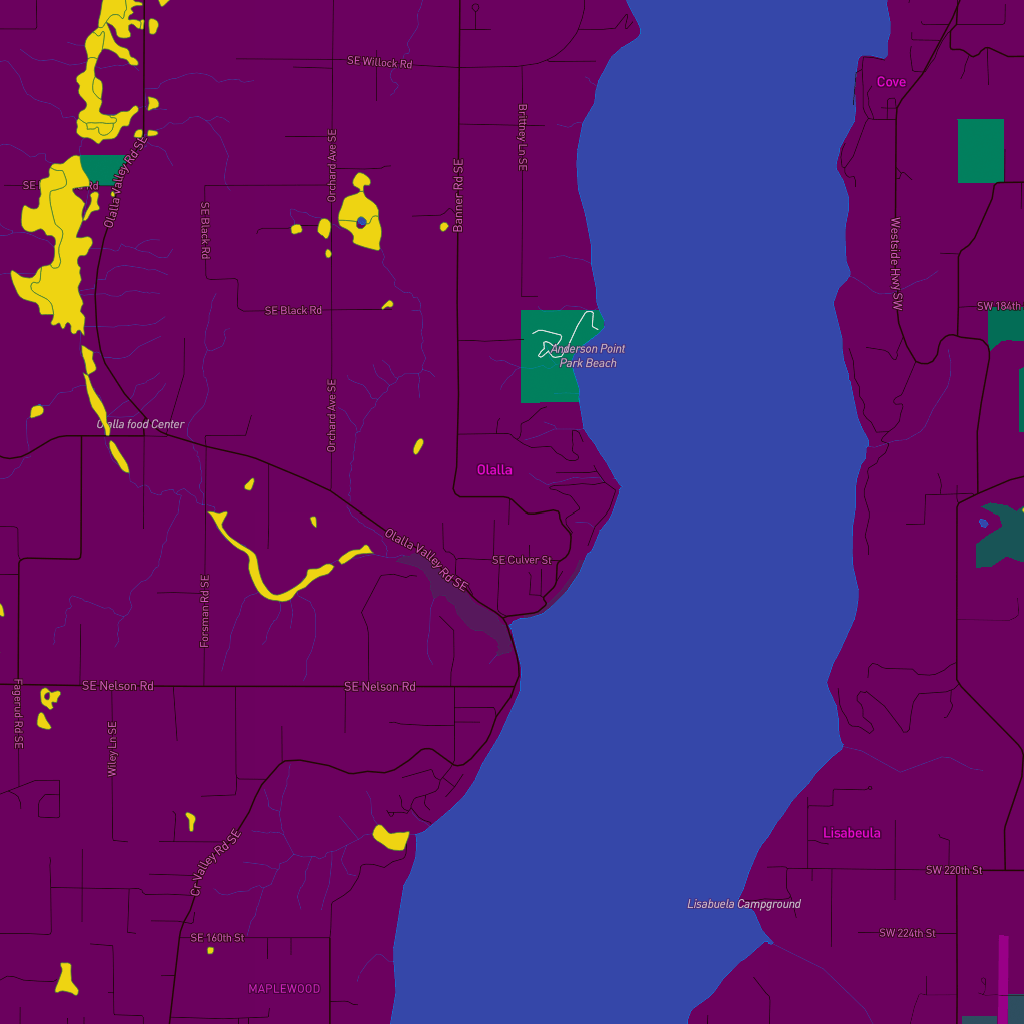 SE Willock Rd
Cove
Brittney Ln SE
Orchard Ave SE
Olalla Valley Rd SE
SE
Rd
Banner Rd SE
SE Black Rd
Westside Hwy SW
SE Black Rd
SW 184th
Anderson Point
Park Beach
Orchard Ave SE
Olalla food Center
Olalla
Olalla Valley Rd SE
SE Culver St
Forsman Rd SE
SE Nelson Rd
SE Nelson Rd
Fagerud Rd SE
Wiley Ln SE
Lisabeula
Cr Valley Rd SE
SW 220th St
Lisabuela Campground
SW 224th St
SE 160th St
MAPLEWOOD